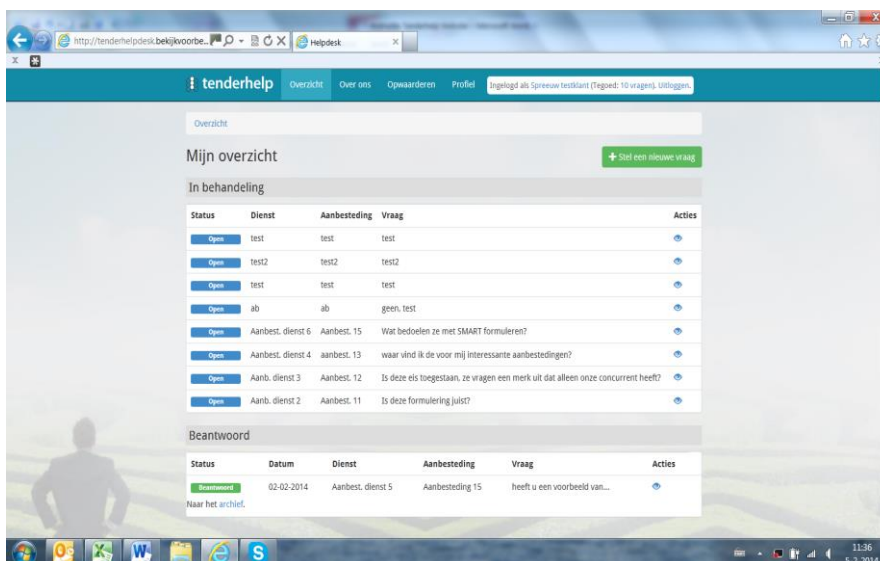 http://tenderhelpdesk.bekijkvoorbe...
Helpdesk
tenderhelp Overzicht Over ons Opwaarderen Profiel Ingelogd als Spreeuw testklant (Tegoed: 10 vragen). Uitloggen.
Overzicht
Mijn overzicht
+ Stel een nieuwe vraag
In behandeling
Status Dienst Aanbesteding Vraag Acties
Open test test test
Open test2 test2 test2
Open test test test
Open ab ab geen. test
Open Aanbest. dienst 6 Aanbest. 15 Wat bedoelen ze met SMART formuleren?
Open Aanbest. dienst 4 aanbest. 13 waar vind ik de voor mij interessante aanbestedingen?
Open Aanb. dienst 3 Aanbest. 12 Is deze eis toegestaan, ze vragen een merk uit dat alleen onze concurrent heeft?
Open Aanb. dienst 2 Aanbest. 11 Is deze formulering juist?
Beantwoord
Status Datum Dienst Aanbesteding Vraag Acties
Beantwoord 02-02-2014 Aanbest. dienst 5 Aanbesteding 15 heeft u een voorbeeld van...
Naar het archief.
11:36
5-2-2014